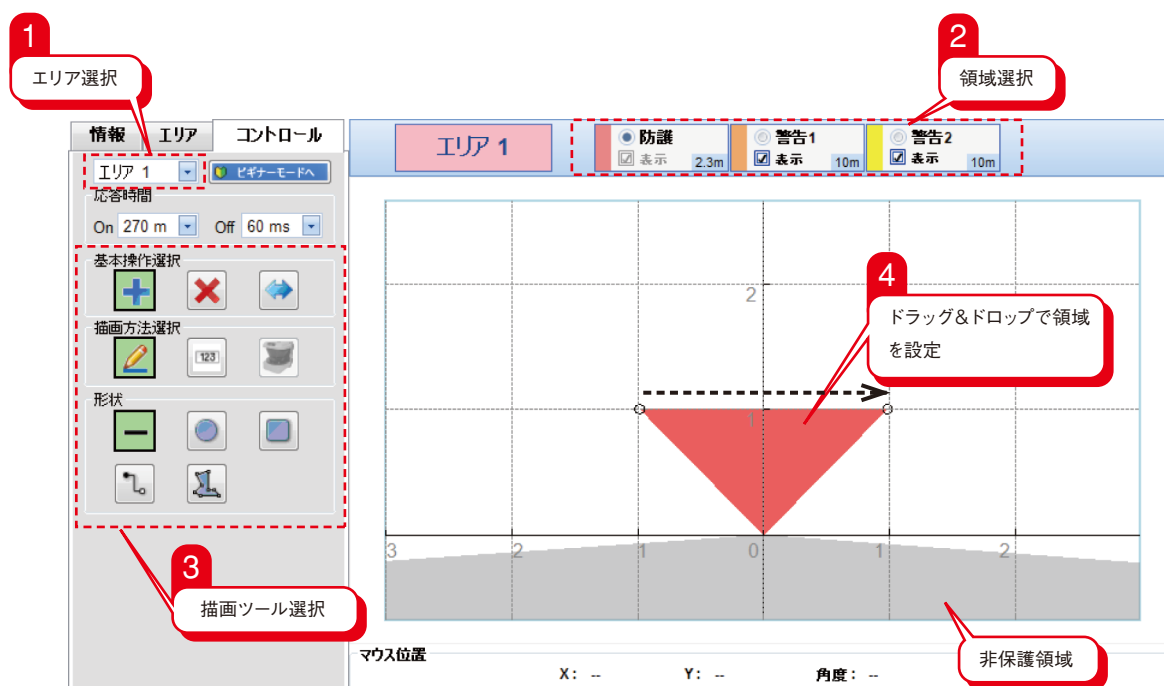 1
エリア選択
2
領域選択
情報 エリア コントロール
エリア 1
防護
表示 2.3m
警告1
表示 10m
警告2
表示 10m
エリア 1 ビギナーモードへ
応答時間
On 270 m Off 60 ms
基本操作選択
描画方法選択
123
形状
2
4
ドラッグ&ドロップで領域
を設定
1
3 2 1 0 1 2
3
描画ツール選択
非保護領域
マウス位置
X: -- Y: -- 角度: --